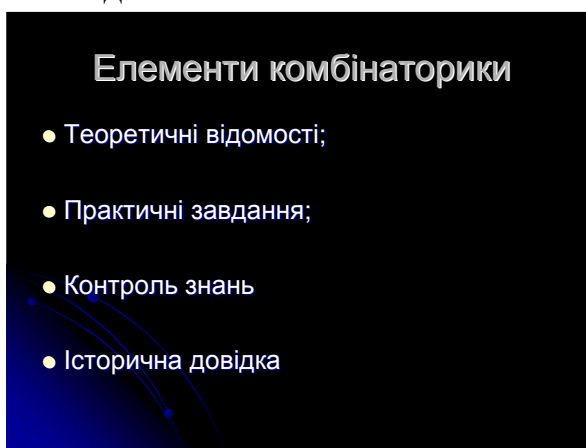 Елементи комбінаторики
Теоретичні відомості;
Практичні завдання;
Контроль знань
Історична довідка